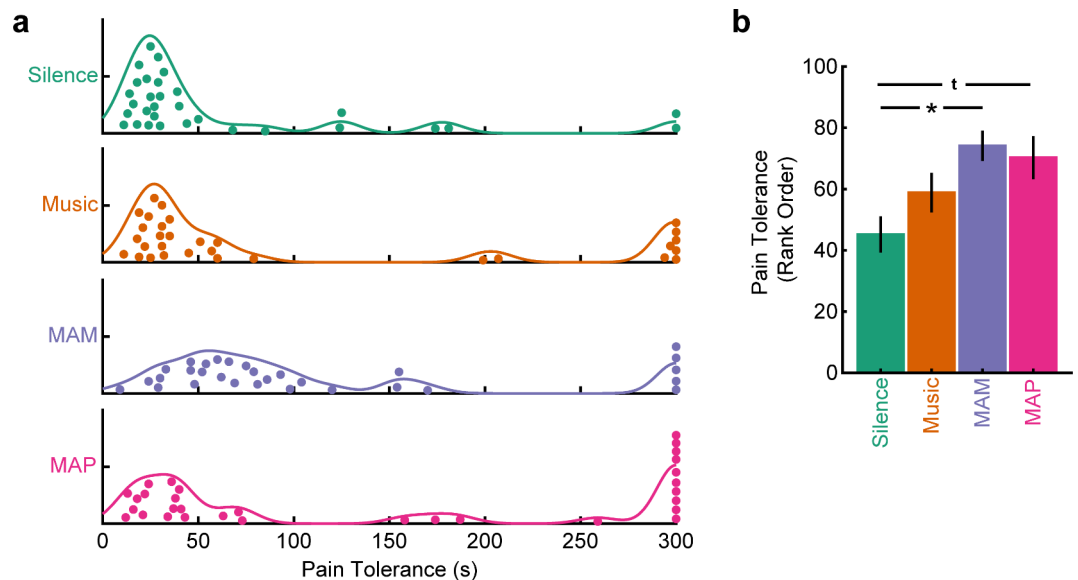 a
Silence
Music
MAM
MAP
0 50 100 150 200 250 300
Pain Tolerance (s)
b
100
80
60
40
20
0
Pain Tolerance
(Rank Order)
t
*
Silence
Music
MAM
MAP